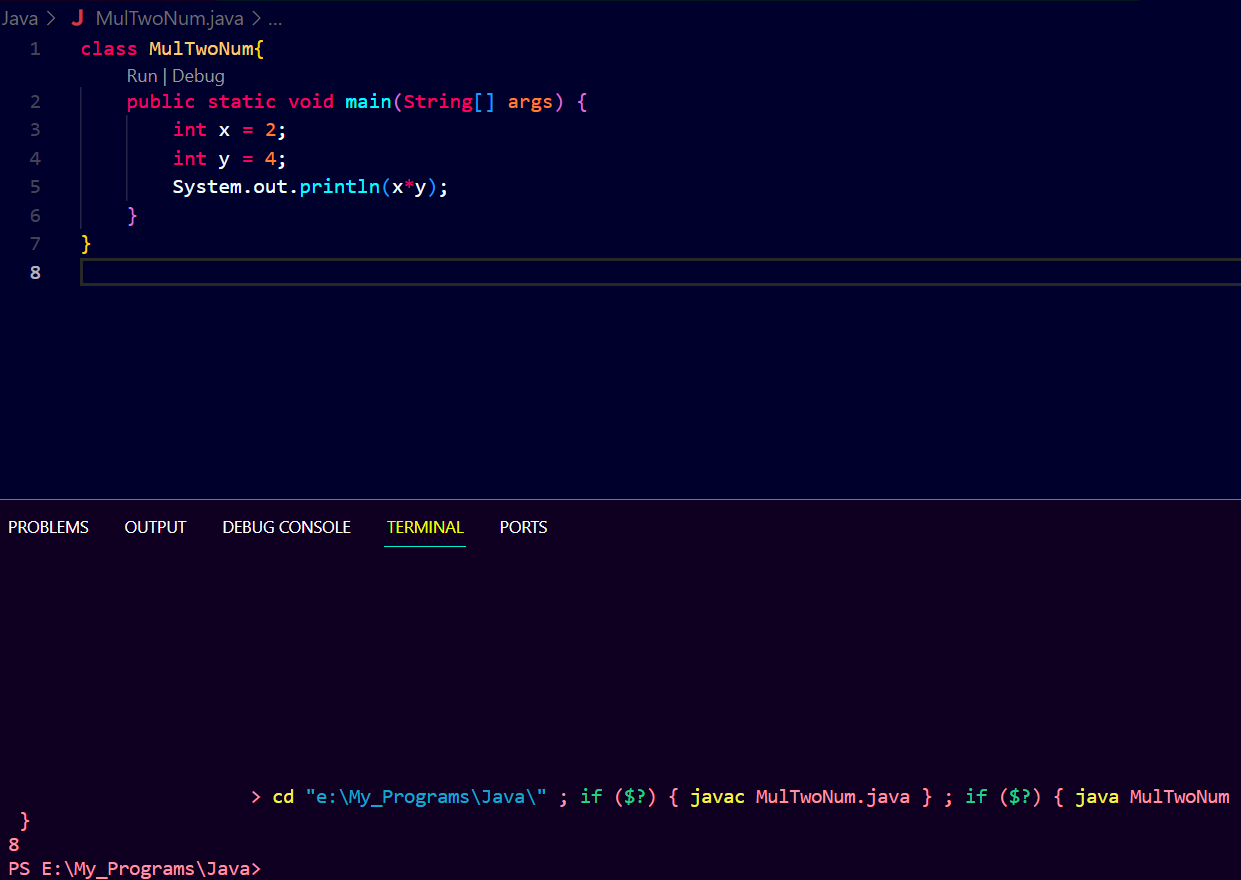 Java > J MulTwoNum.java > ...
1 class MulTwoNum{
Run | Debug
2 public static void main(String[] args) {
3 int x = 2;
4 int y = 4;
5 System.out.println(x*y);
6 }
7 }
8
PROBLEMS OUTPUT DEBUG CONSOLE TERMINAL PORTS
> cd "e:\My_Programs\Java\" ; if ($?) { javac MulTwoNum.java } ; if ($?) { java MulTwoNum
}
8
PS E:\My_Programs\Java>